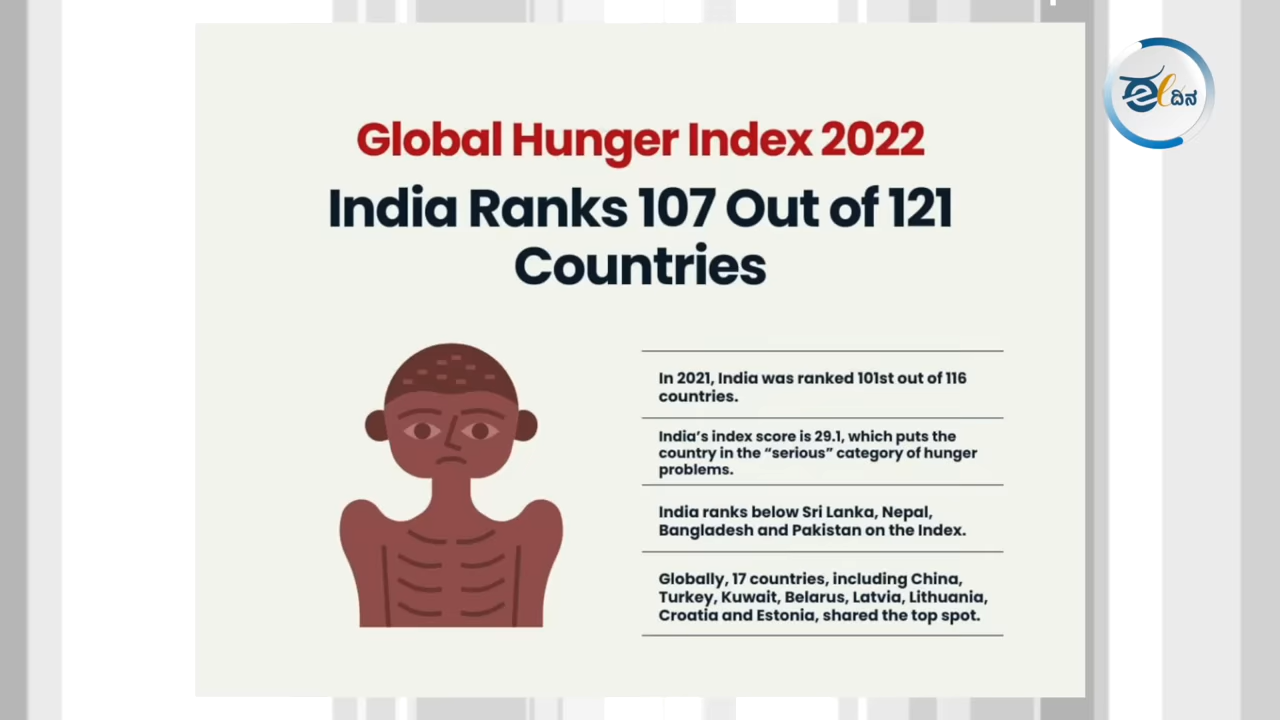 Global Hunger Index 2022
India Ranks 107 Out of 121
Countries
In 2021, India was ranked 101st out of 116
countries.
India’s index score is 29.1, which puts the
country in the “serious” category of hunger
problems.
India ranks below Sri Lanka, Nepal,
Bangladesh and Pakistan on the Index.
Globally, 17 countries, including China,
Turkey, Kuwait, Belarus, Latvia, Lithuania,
Croatia and Estonia, shared the top spot.
ದಿನ